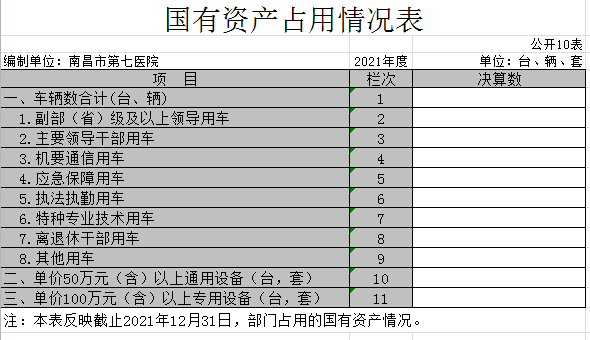 国有资产占用情况表
公开10表
编制单位：南昌市第七医院 2021年度 单位：台、辆、套
项 目 栏次 决算数
一、车辆数合计(台、辆) 1
1.副部（省）级及以上领导用车 2
2.主要领导干部用车 3
3.机要通信用车 4
4.应急保障用车 5
5.执法执勤用车 6
6.特种专业技术用车 7
7.离退休干部用车 8
8.其他用车 9
二、单价50万元（含）以上通用设备（台，套） 10
三、单价100万元（含）以上专用设备（台，套） 11
注：本表反映截止2021年12月31日，部门占用的国有资产情况。